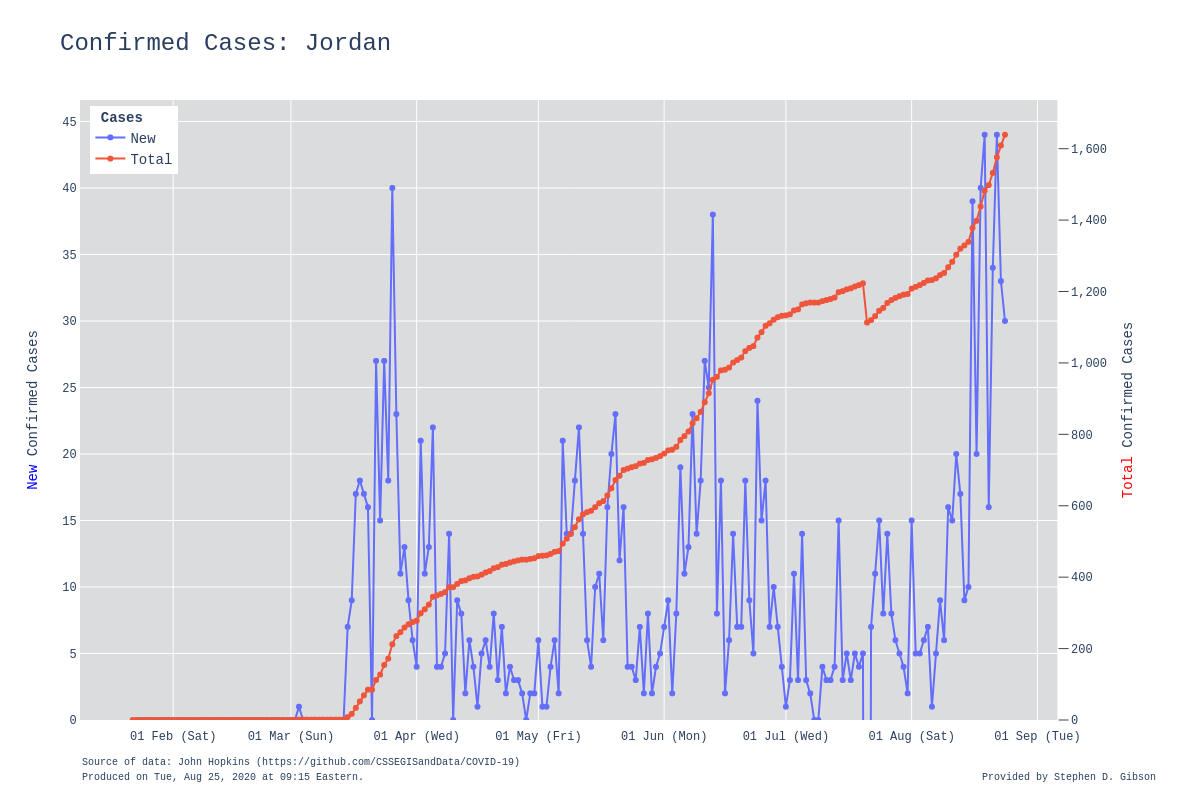 Confirmed Cases: Jordan
Cases
New
Total
45
40
35
30
25
20
15
10
5
0
New Confirmed Cases
1,600
1,400
1,200
1,000
800
600
400
200
0
Total Confirmed Cases
01 Feb (Sat) 01 Mar (Sun) 01 Apr (Wed) 01 May (Fri) 01 Jun (Mon) 01 Jul (Wed) 01 Aug (Sat) 01 Sep (Tue)
Source of data: John Hopkins (https://github.com/CSSEGISandData/COVID-19)
Produced on Tue, Aug 25, 2020 at 09:15 Eastern.
Provided by Stephen D. Gibson